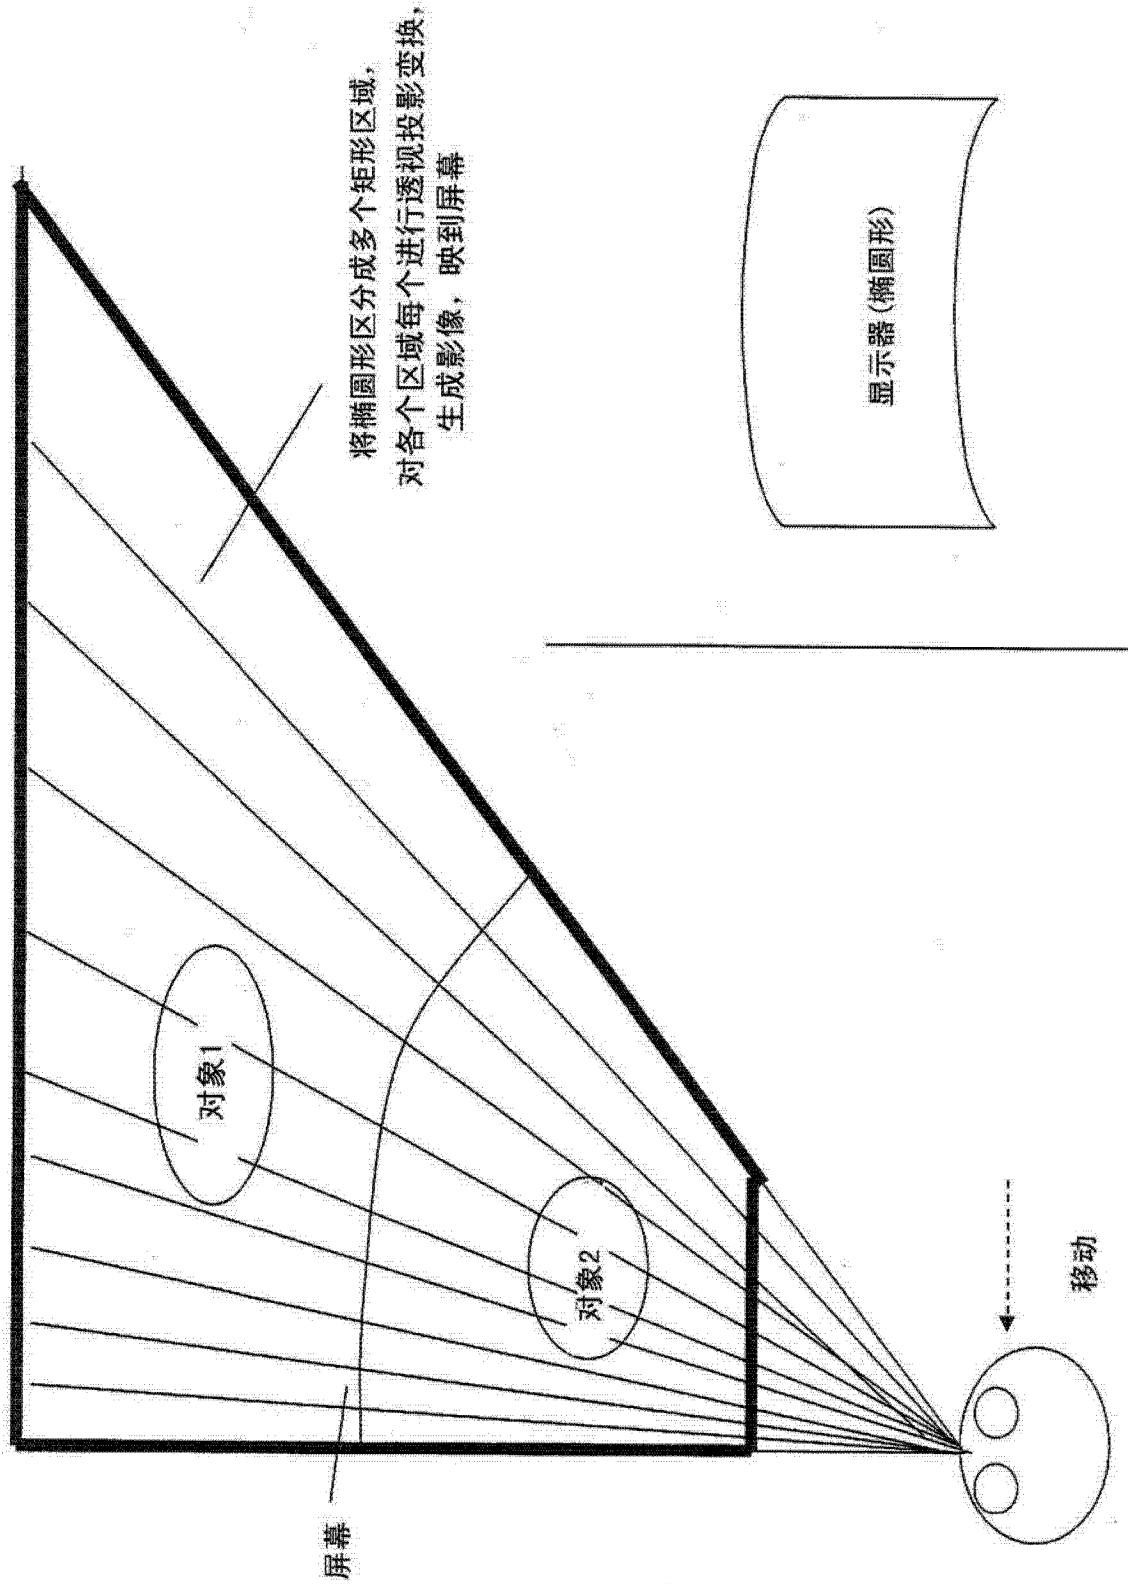 将椭圆形区分成多个矩形区域，
对各个区域每个进行透视投影变换，
生成影像，映到屏幕
显示器(椭圆形)
对象1
对象2
移动
屏幕